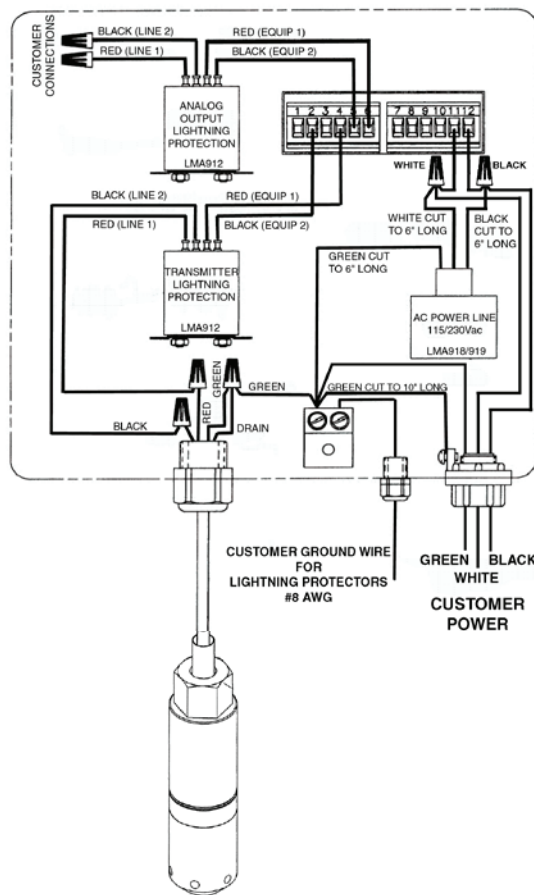 CUSTOMER
CONNECTIONS
BLACK (LINE 2)
RED (LINE 1)
RED (EQUIP 1)
BLACK (EQUIP 2)
ANALOG
OUTPUT
LIGHTNING
PROTECTION
LMA912
1 2 3 4 5 6
7 8 9 10 11 12
WHITE
BLACK
BLACK (LINE 2)
RED (LINE 1)
RED (EQUIP 1)
BLACK (EQUIP 2)
WHITE CUT
TO 6" LONG
BLACK
CUT TO
6" LONG
GREEN CUT
TO 6" LONG
TRANSMITTER
LIGHTNING
PROTECTION
LMA912
AC POWER LINE
115/230Vac
LMA918/919
BLACK
RED
GREEN
GREEN
DRAIN
GREEN CUT TO 10" LONG
CUSTOMER GROUND WIRE
FOR
LIGHTNING PROTECTORS
#8 AWG
GREEN
WHITE
BLACK
CUSTOMER
POWER